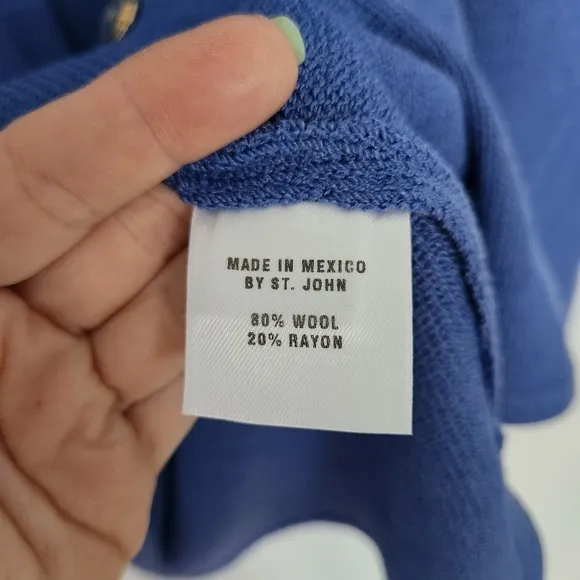 MADE IN MEXICO
BY ST. JOHN
80% WOOL
20% RAYON